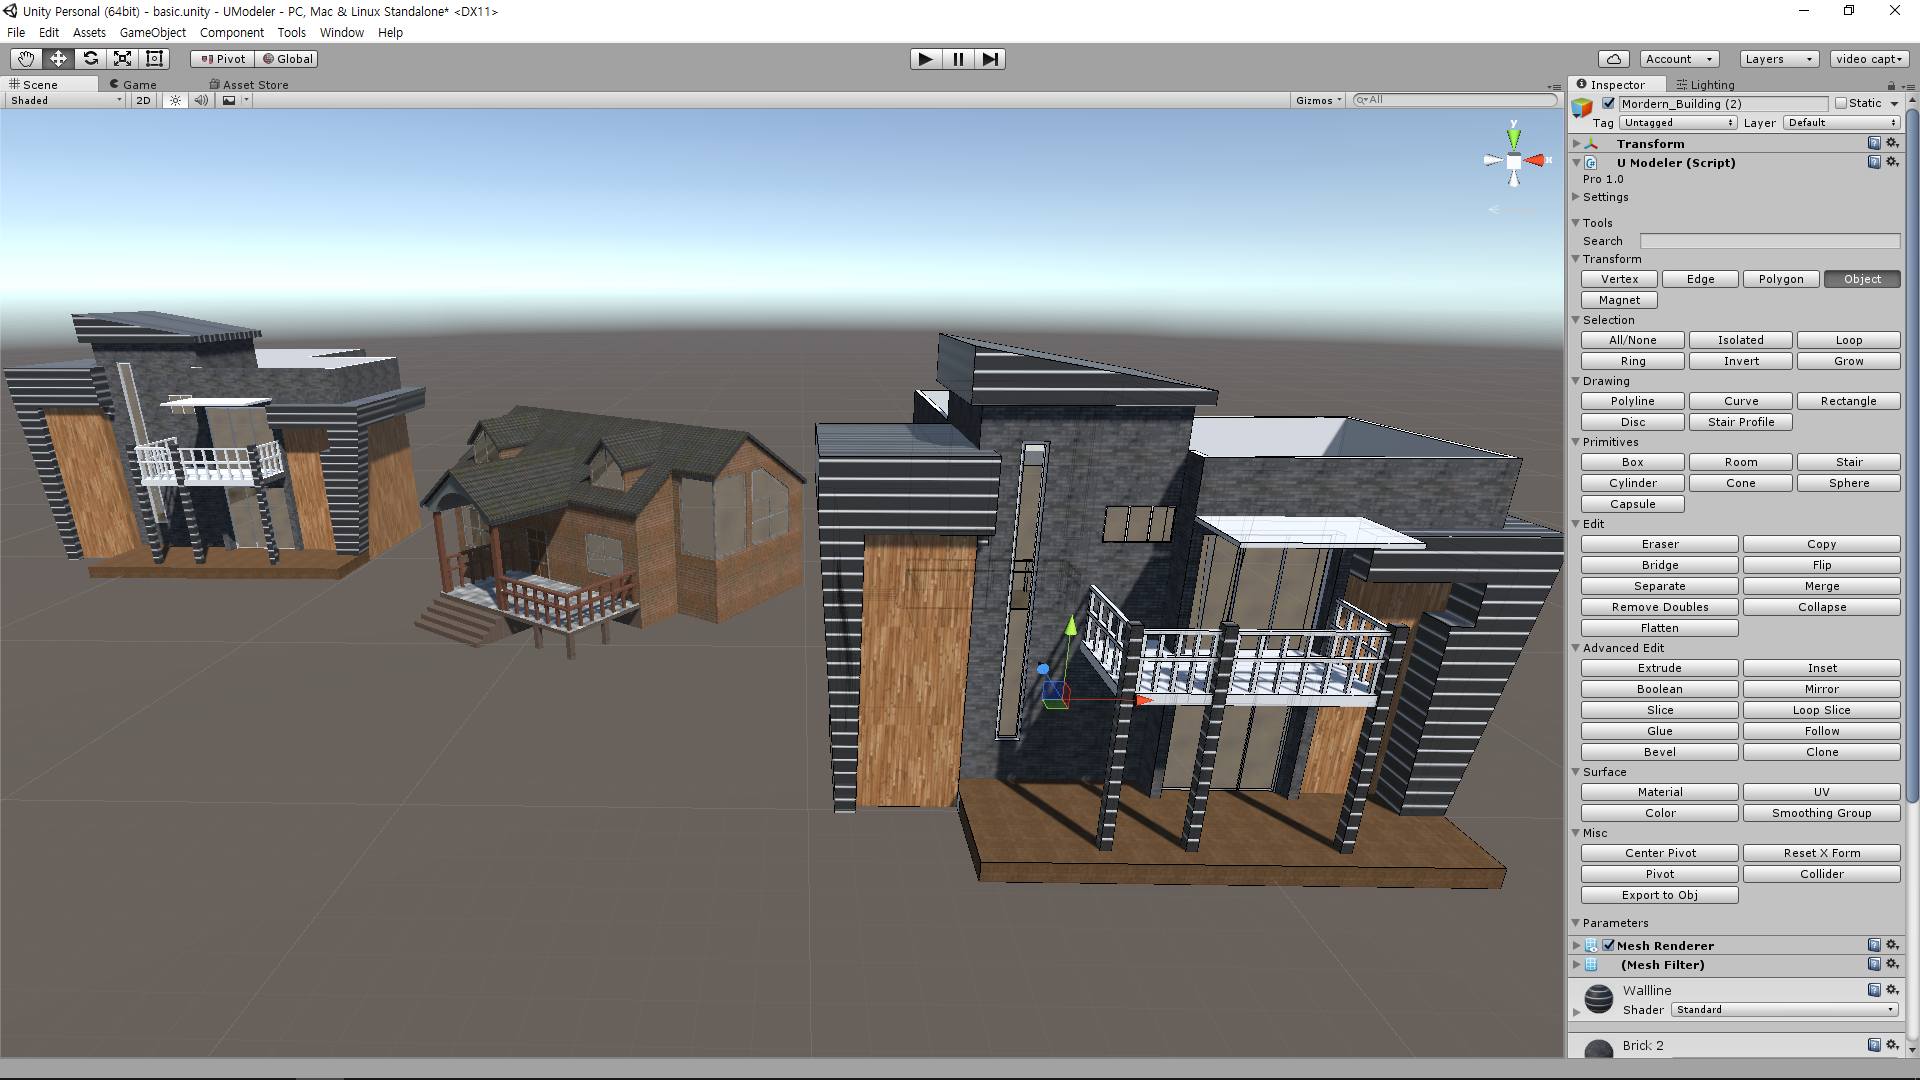 Unity Personal (64bit) - basic.unity - UModeler - PC, Mac & Linux Standalone* <DX11>
File Edit Assets GameObject Component Tools Window Help
Pivot Global Account Layers video capt
Scene Game Asset Store Inspector Lighting
Shaded 2D Gizmos All
Mordern_Building (2) Static
Tag Untagged Layer Default
y
x
Transform
U Modeler (Script)
Pro 1.0
Settings
Tools
Search
Transform
Vertex Edge Polygon Object
Magnet
Selection
All/None Isolated Loop
Ring Invert Grow
Drawing
Polyline Curve Rectangle
Disc Stair Profile
Primitives
Box Room Stair
Cylinder Cone Sphere
Capsule
Edit
Eraser Copy
Bridge Flip
Separate Merge
Remove Doubles Collapse
Flatten
Advanced Edit
Extrude Inset
Boolean Mirror
Slice Loop Slice
Glue Follow
Bevel Clone
Surface
Material UV
Color Smoothing Group
Misc
Center Pivot Reset X Form
Pivot Collider
Export to Obj
Parameters
Mesh Renderer
(Mesh Filter)
Wallline
Shader Standard
Brick 2